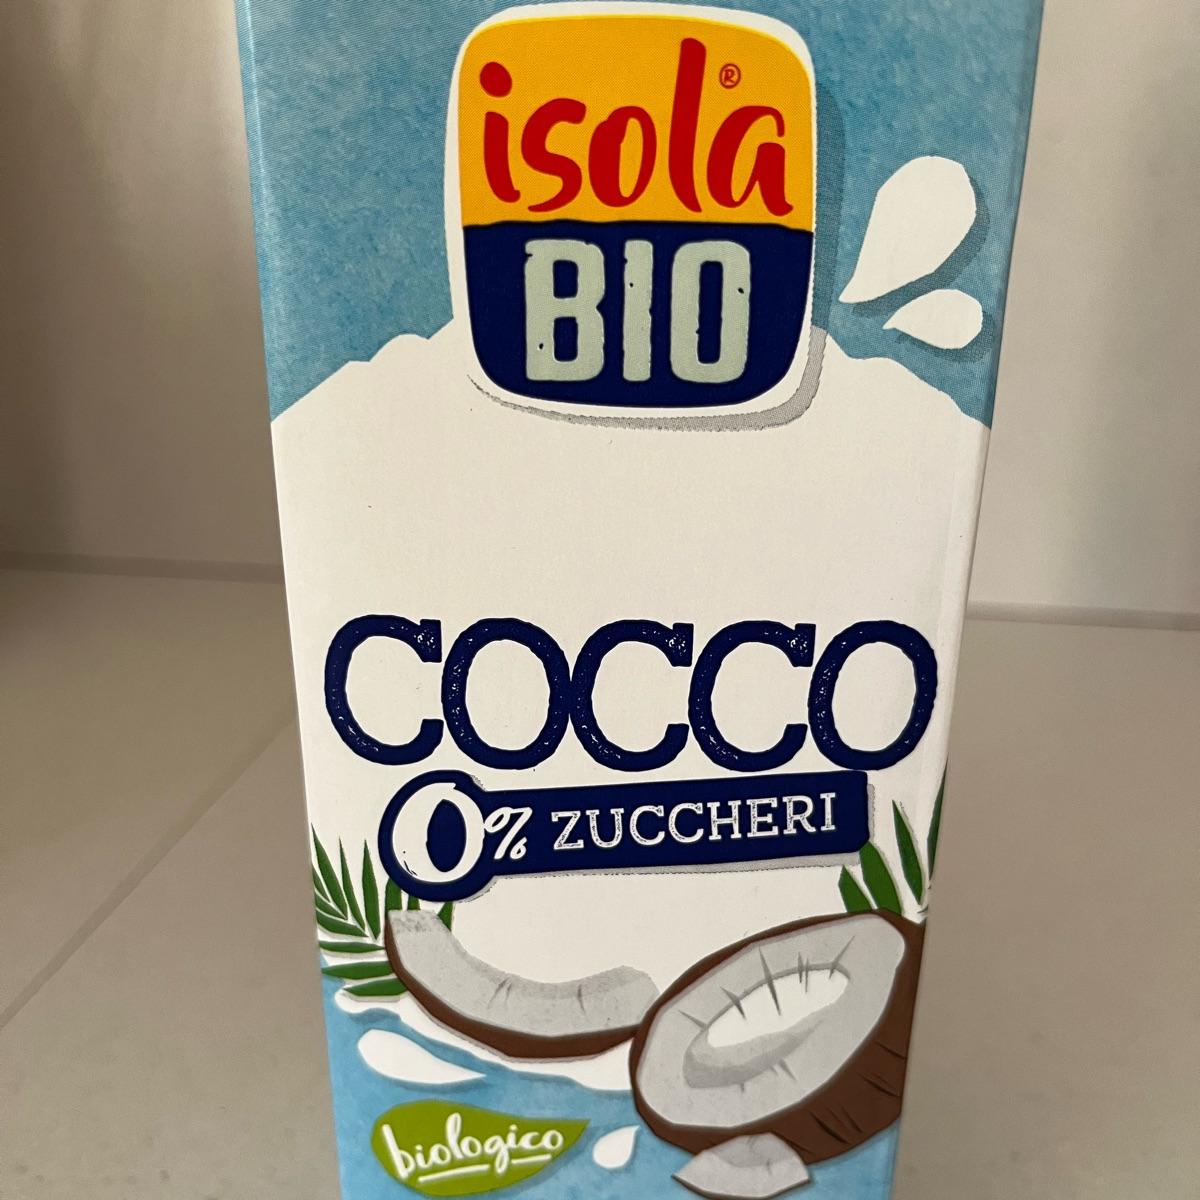 isola®
BIO
COCCO
0% ZUCCHERI
biologico